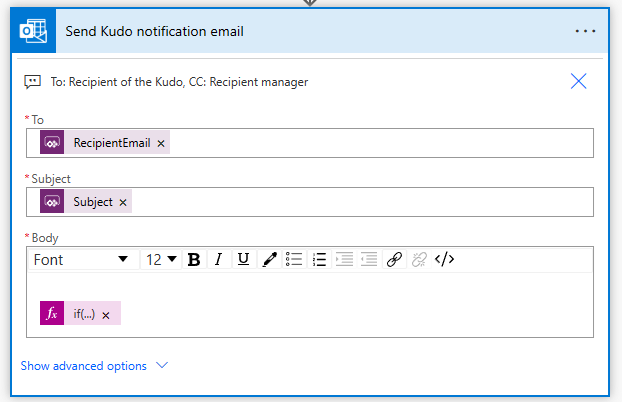 Send Kudo notification email
To: Recipient of the Kudo, CC: Recipient manager
* To
RecipientEmail ×
* Subject
Subject ×
* Body
Font 12 B I U </>
fx if(...) ×
Show advanced options